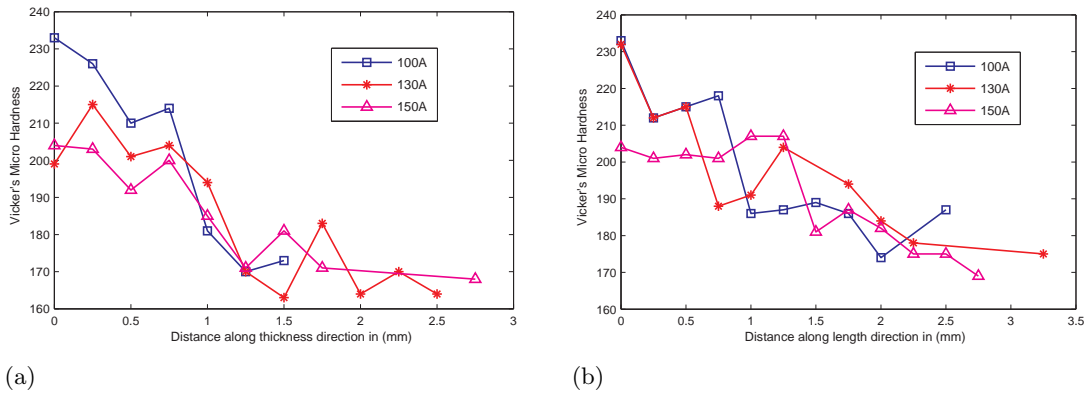 240
230
220
210
200
190
180
170
160
0 0.5 1 1.5 2 2.5 3
Vicker's Micro Hardness
Distance along thickness direction in (mm)
100A
130A
150A
(a)
240
230
220
210
200
190
180
170
160
0 0.5 1 1.5 2 2.5 3 3.5
Vicker's Micro Hardness
Distance along length direction in (mm)
100A
130A
150A
(b)